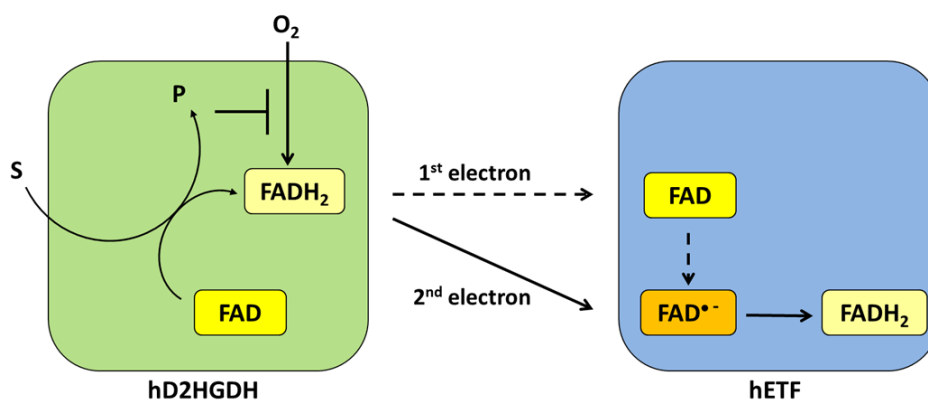 O₂
P
S
FADH₂
FAD
hD2HGDH
1st electron
2nd electron
FAD
FAD•-
FADH₂
hETF